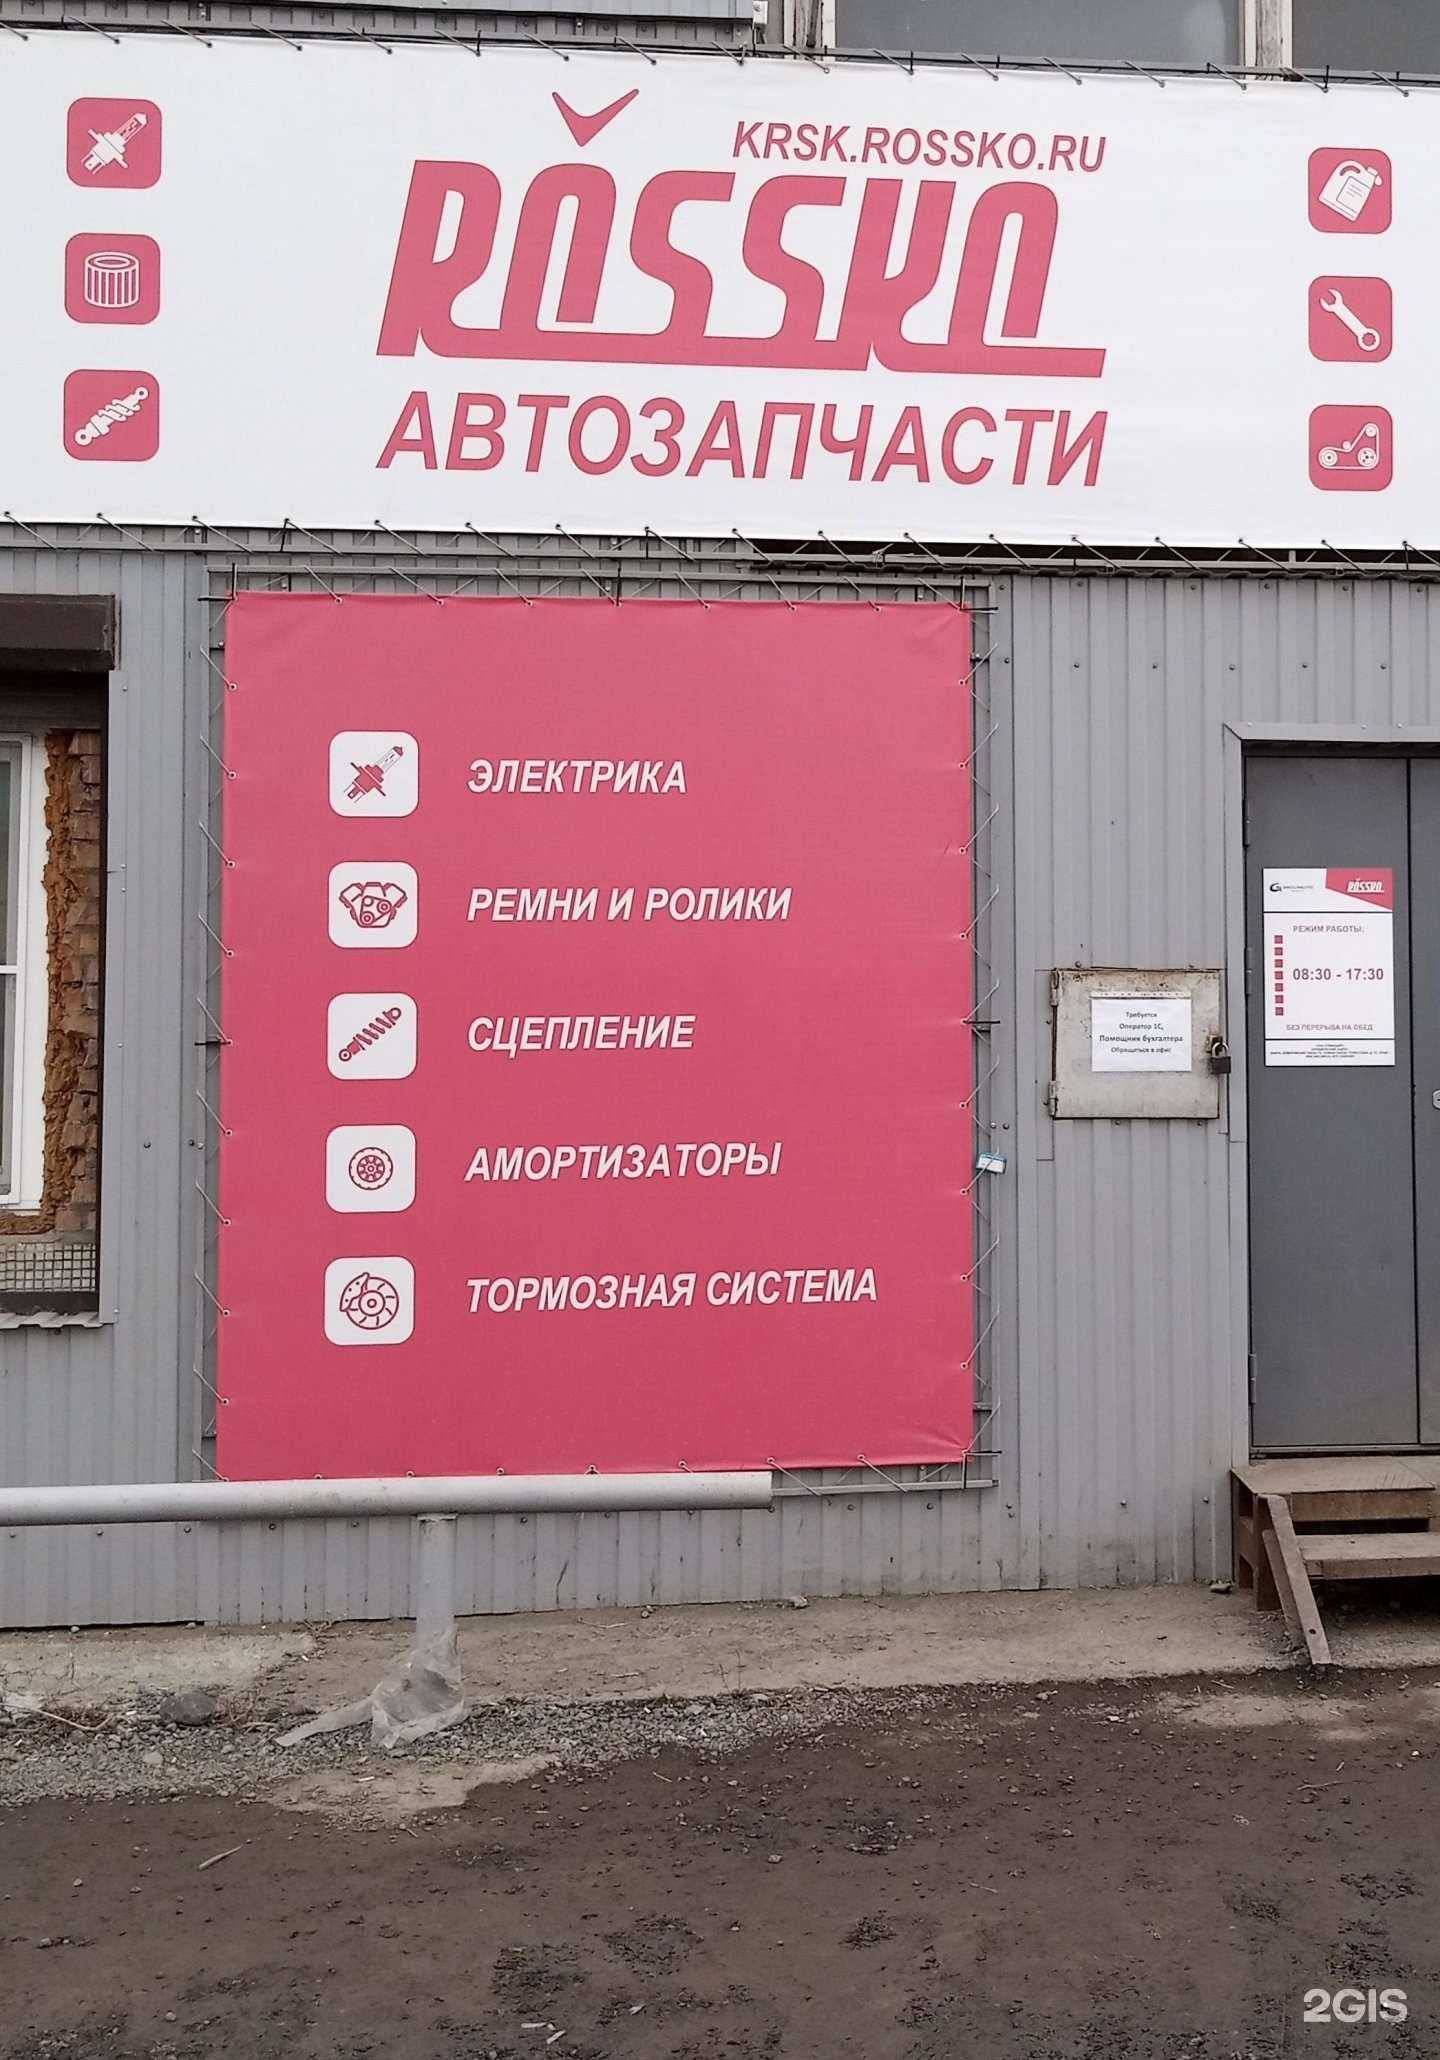 KRSK.ROSSKO.RU
ROSSKO
АВТОЗАПЧАСТИ
ЭЛЕКТРИКА
РЕМНИ И РОЛИКИ
СЦЕПЛЕНИЕ
АМОРТИЗАТОРЫ
ТОРМОЗНАЯ СИСТЕМА
ROSSKO
РЕЖИМ РАБОТЫ:
08:30 - 17:30
БЕЗ ПЕРЕРЫВА НА ОБЕД
Требуется
Оператор 1С,
Помощник бухгалтера
Обращаться в офис
2GIS